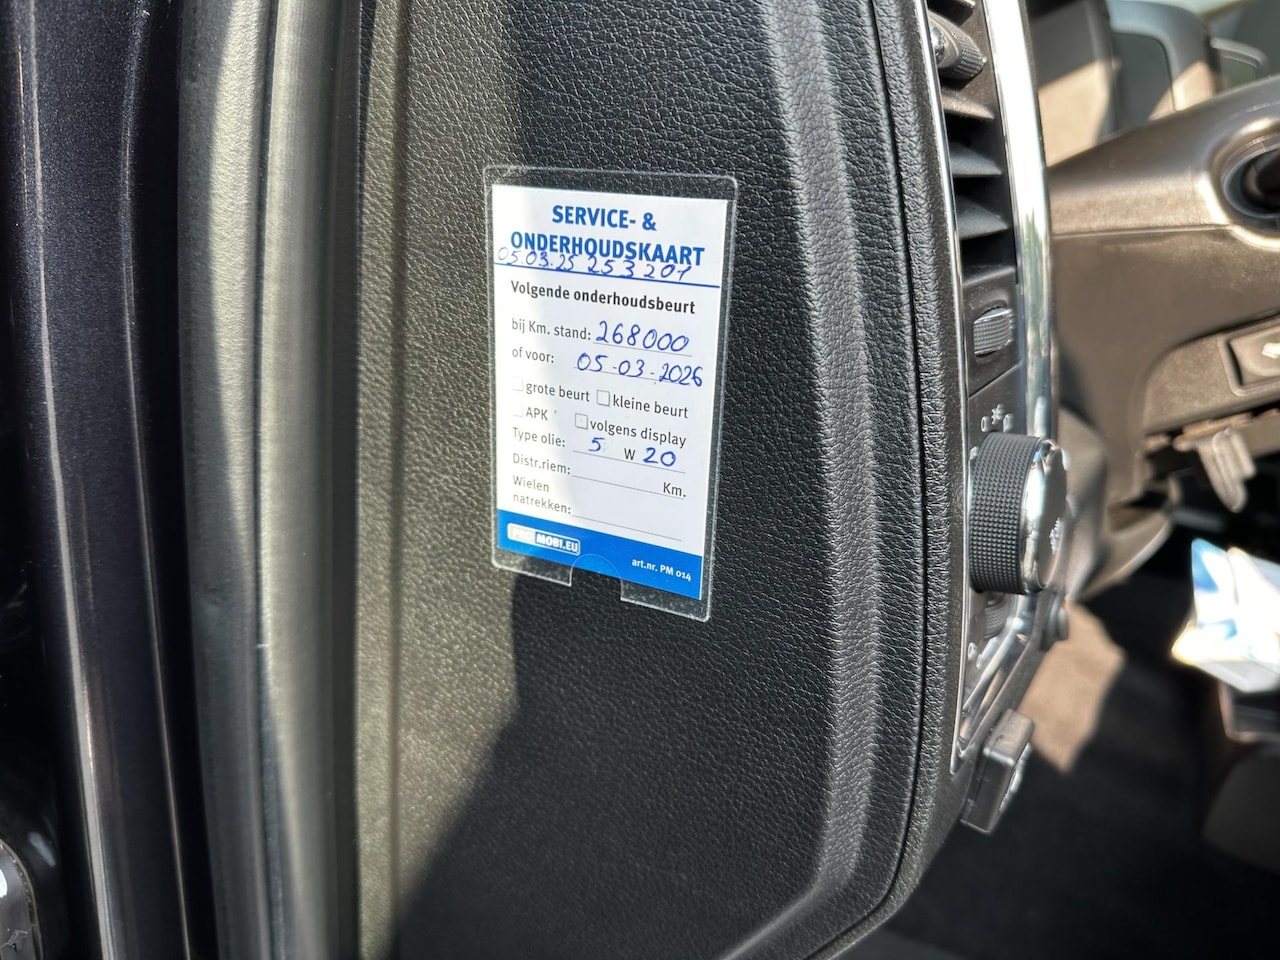 SERVICE- &
ONDERHOUDSKAART
05.03.25 253207
Volgende onderhoudsbeurt
bij Km. stand: 268000
of voor: 05-03-2026
grote beurt kleine beurt
APK volgens display
Type olie: 5 W 20
Distr.riem: Km.
Wielen
natrekken:
PRO MOBI.EU
art.nr. PM 014